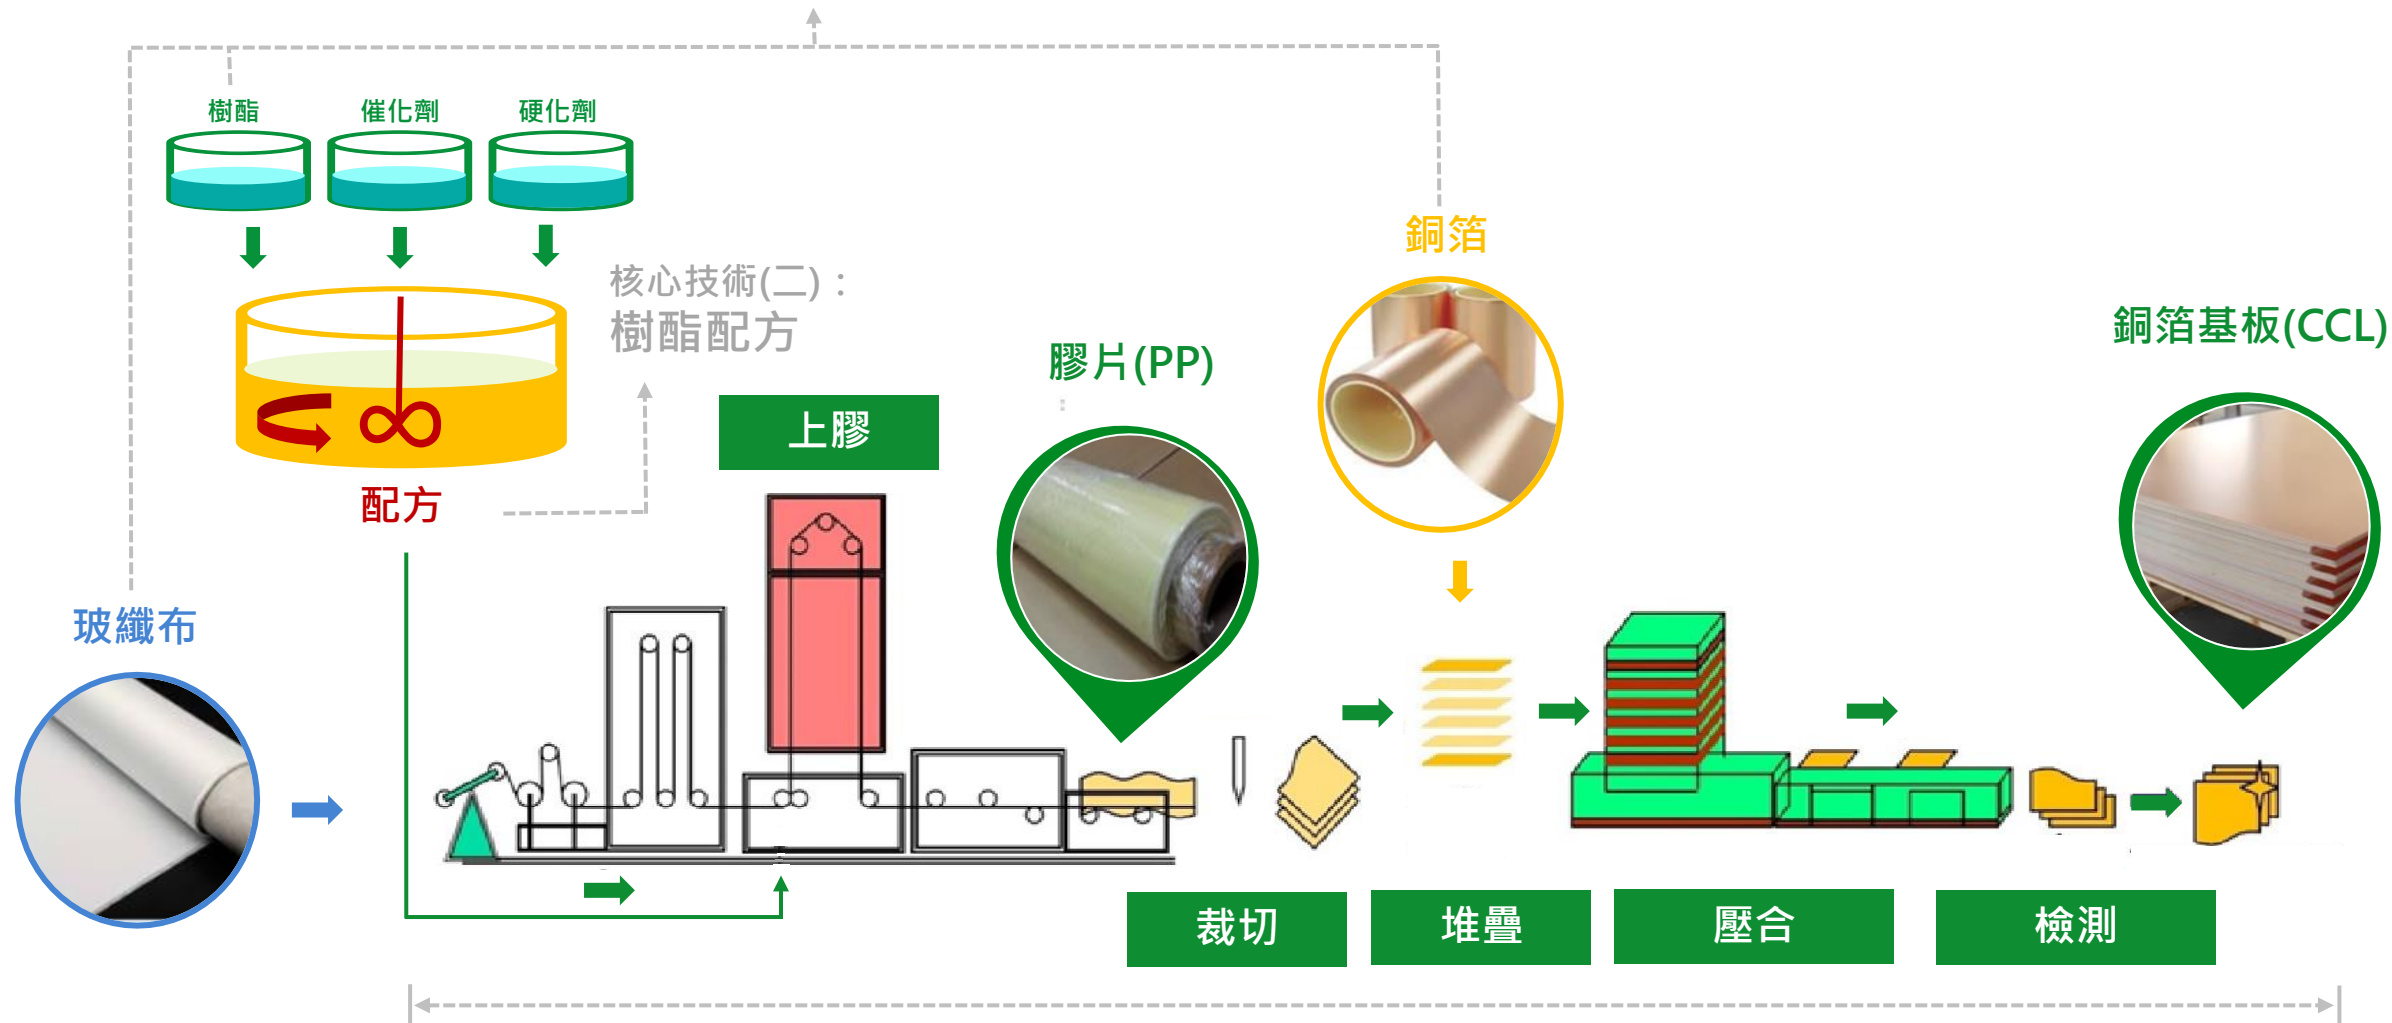 樹酯
催化劑
硬化劑
核心技術(二)：
樹酯配方
配方
玻纖布
上膠
膠片(PP)
銅箔
銅箔基板(CCL)
裁切
堆疊
壓合
檢測